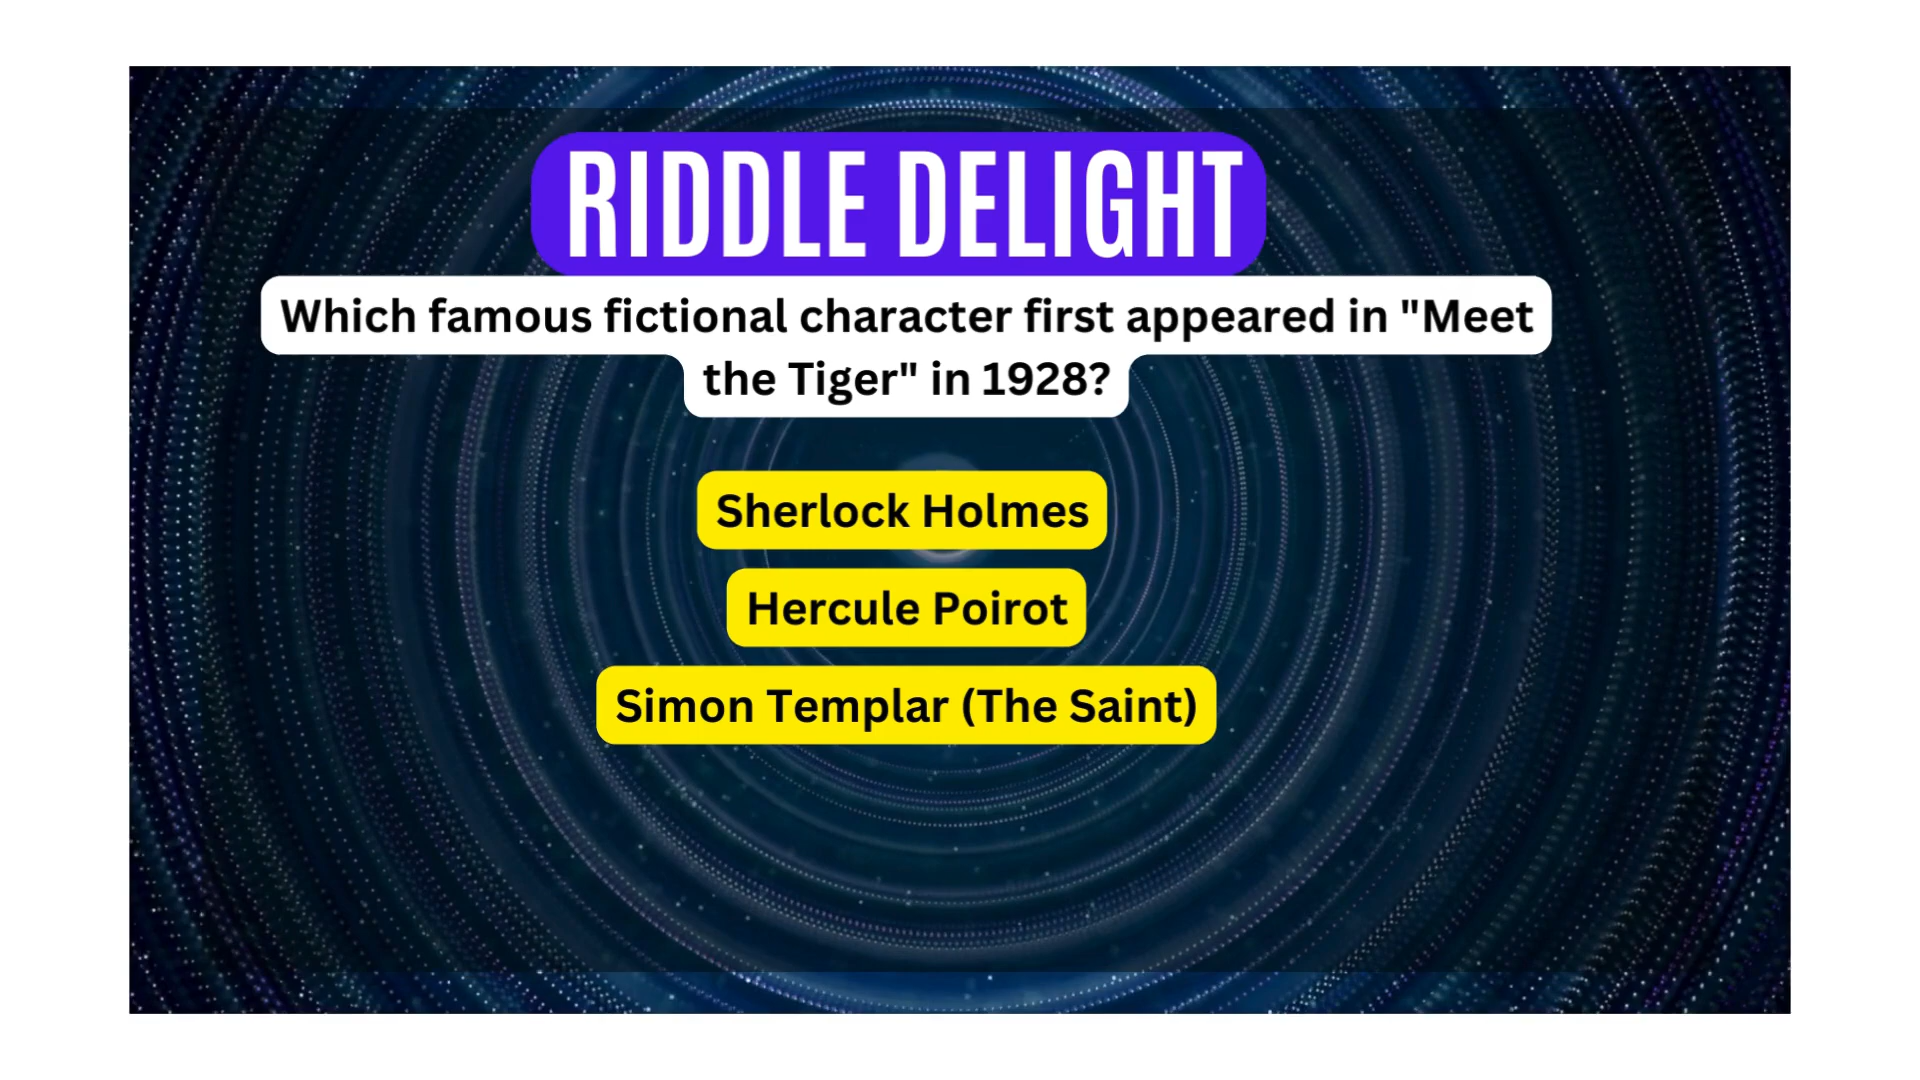 RIDDLE DELIGHT
Which famous fictional character first appeared in "Meet
the Tiger" in 1928?
Sherlock Holmes
Hercule Poirot
Simon Templar (The Saint)